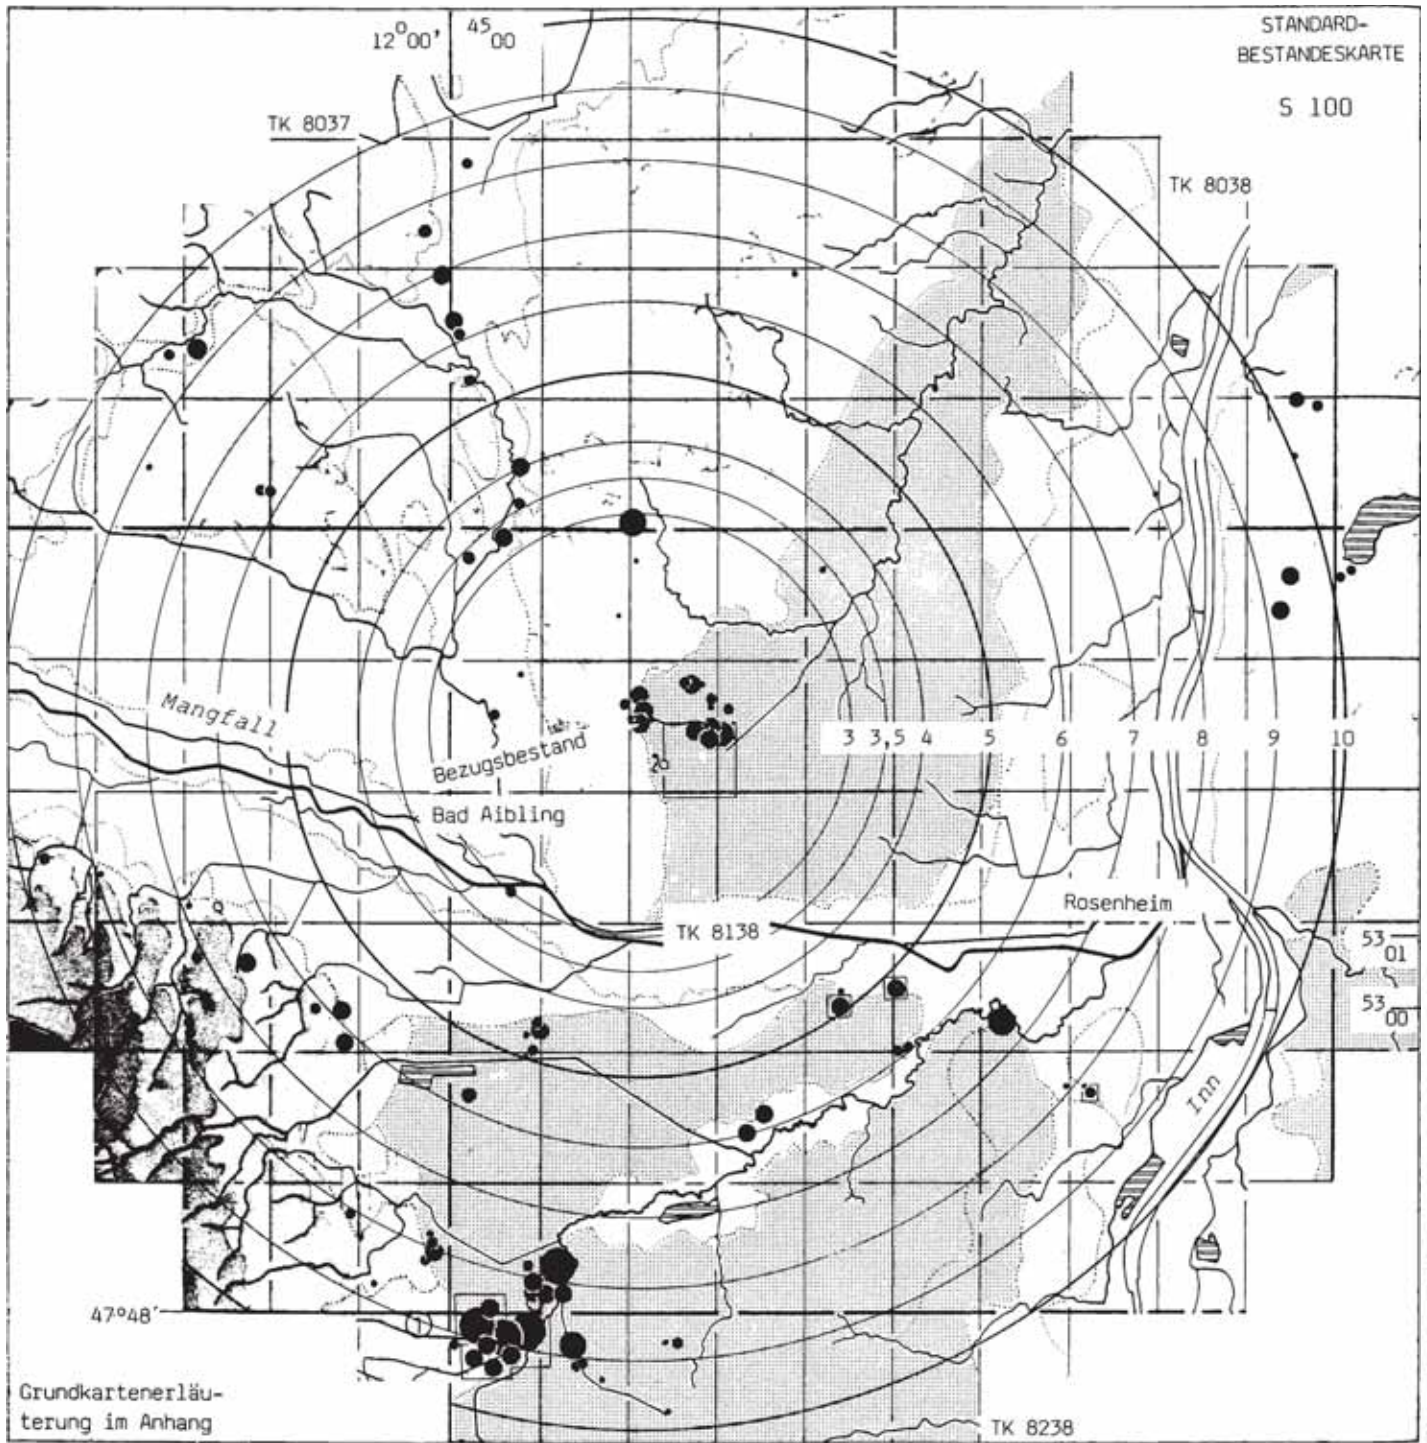 STANDARD-
BESTANDESKARTE
S 100
12°00' 45 00
TK 8037
TK 8038
Mangfall
Bezugsbestand
Bad Aibling
3 3,5 4 5 6 7 8 9 10
Rosenheim
TK 8138
53 01
53 00
Inn
47°48'
1
Grundkartenerläu-
terung im Anhang
TK 8238